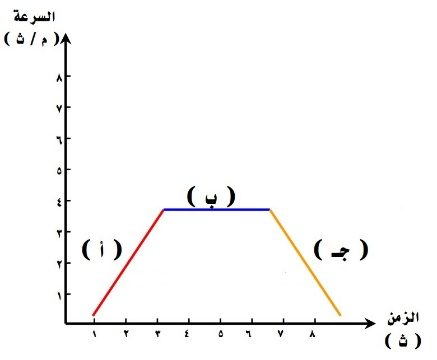 السرعة
( م / ث )
٨
٧
٦
٥
٤
٣
٢
١
( أ )
( ب )
( جـ )
١ ٢ ٣ ٤ ٥ ٦ ٧ ٨
الزمن
( ث )